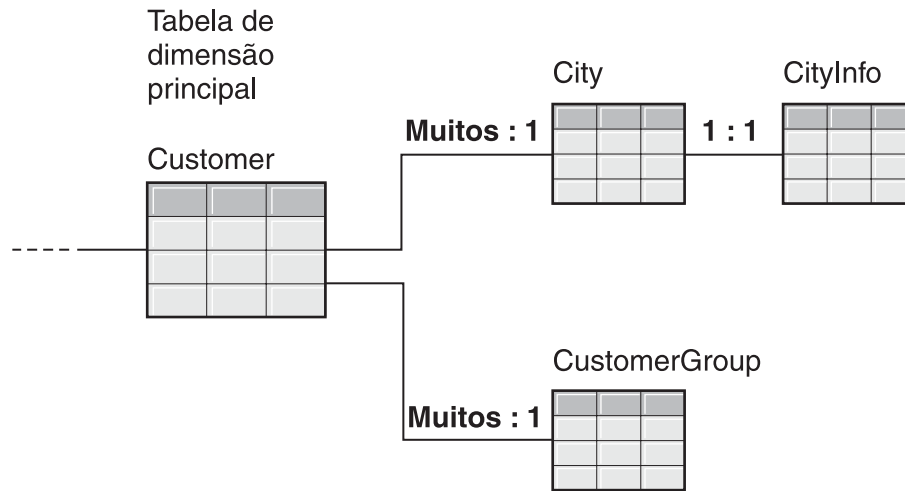 Tabela de
dimensão
principal
Customer
Muitos : 1
City
1 : 1
CityInfo
Muitos : 1
CustomerGroup